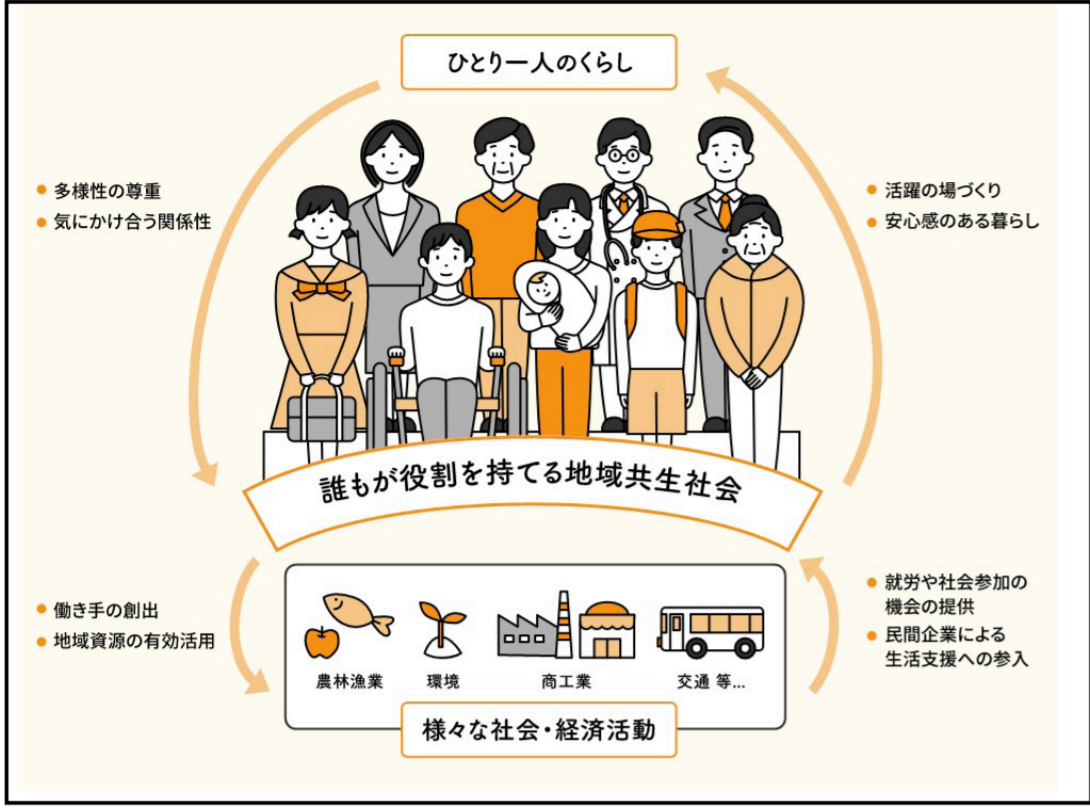 ひとり一人のくらし
● 多様性の尊重
● 気にかけ合う関係性
● 活躍の場づくり
● 安心感のある暮らし
誰もが役割を持てる地域共生社会
● 働き手の創出
● 地域資源の有効活用
● 就労や社会参加の
機会の提供
● 民間企業による
生活支援への参入
農林漁業 環境 商工業 交通 等...
様々な社会・経済活動